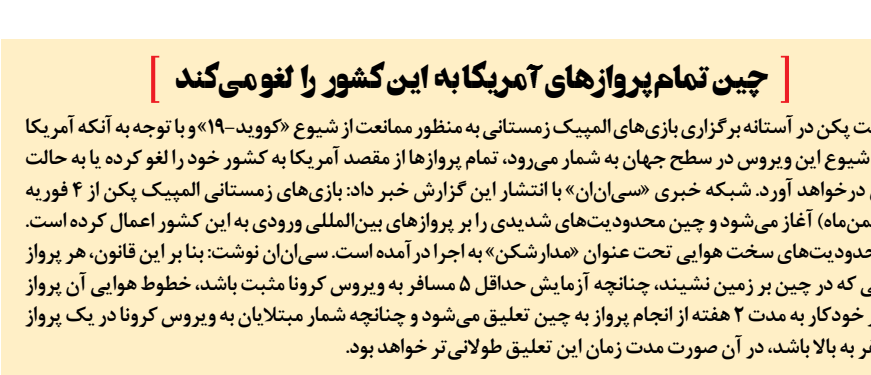 چین تمام پروازهای آمریکا به این کشور را لغو می‌کند
پکن در آستانه برگزاری بازی‌های المپیک زمستانی به منظور ممانعت از شیوع «کووید-۱۹» و با توجه به آنکه آمریکا
شیوع این ویروس در سطح جهان به شمار می‌رود، تمام پروازها از مقصد آمریکا به کشور خود را لغو کرده یا به حالت
درخواهد آورد. شبکه خبری «سی‌ان‌ان» با انتشار این گزارش خبر داد: بازی‌های زمستانی المپیک پکن از ۴ فوریه
آغاز می‌شود و چین محدودیت‌های شدیدی را بر پروازهای بین‌المللی ورودی به این کشور اعمال کرده است.
حدودیت‌های سخت هوایی تحت عنوان «مدارشکن» به اجرا در آمده است. سی‌ان‌ان نوشت: بنا بر این قانون، هر پرواز
که در چین بر زمین نشیند، چنانچه آزمایش حداقل ۵ مسافر به ویروس کرونا مثبت باشد، خطوط هوایی آن پرواز
خودکار به مدت ۲ هفته از انجام پرواز به چین تعلیق می‌شود و چنانچه شمار مبتلایان به ویروس کرونا در یک پرواز
به بالا باشد، در آن صورت مدت زمان این تعلیق طولانی‌تر خواهد بود.